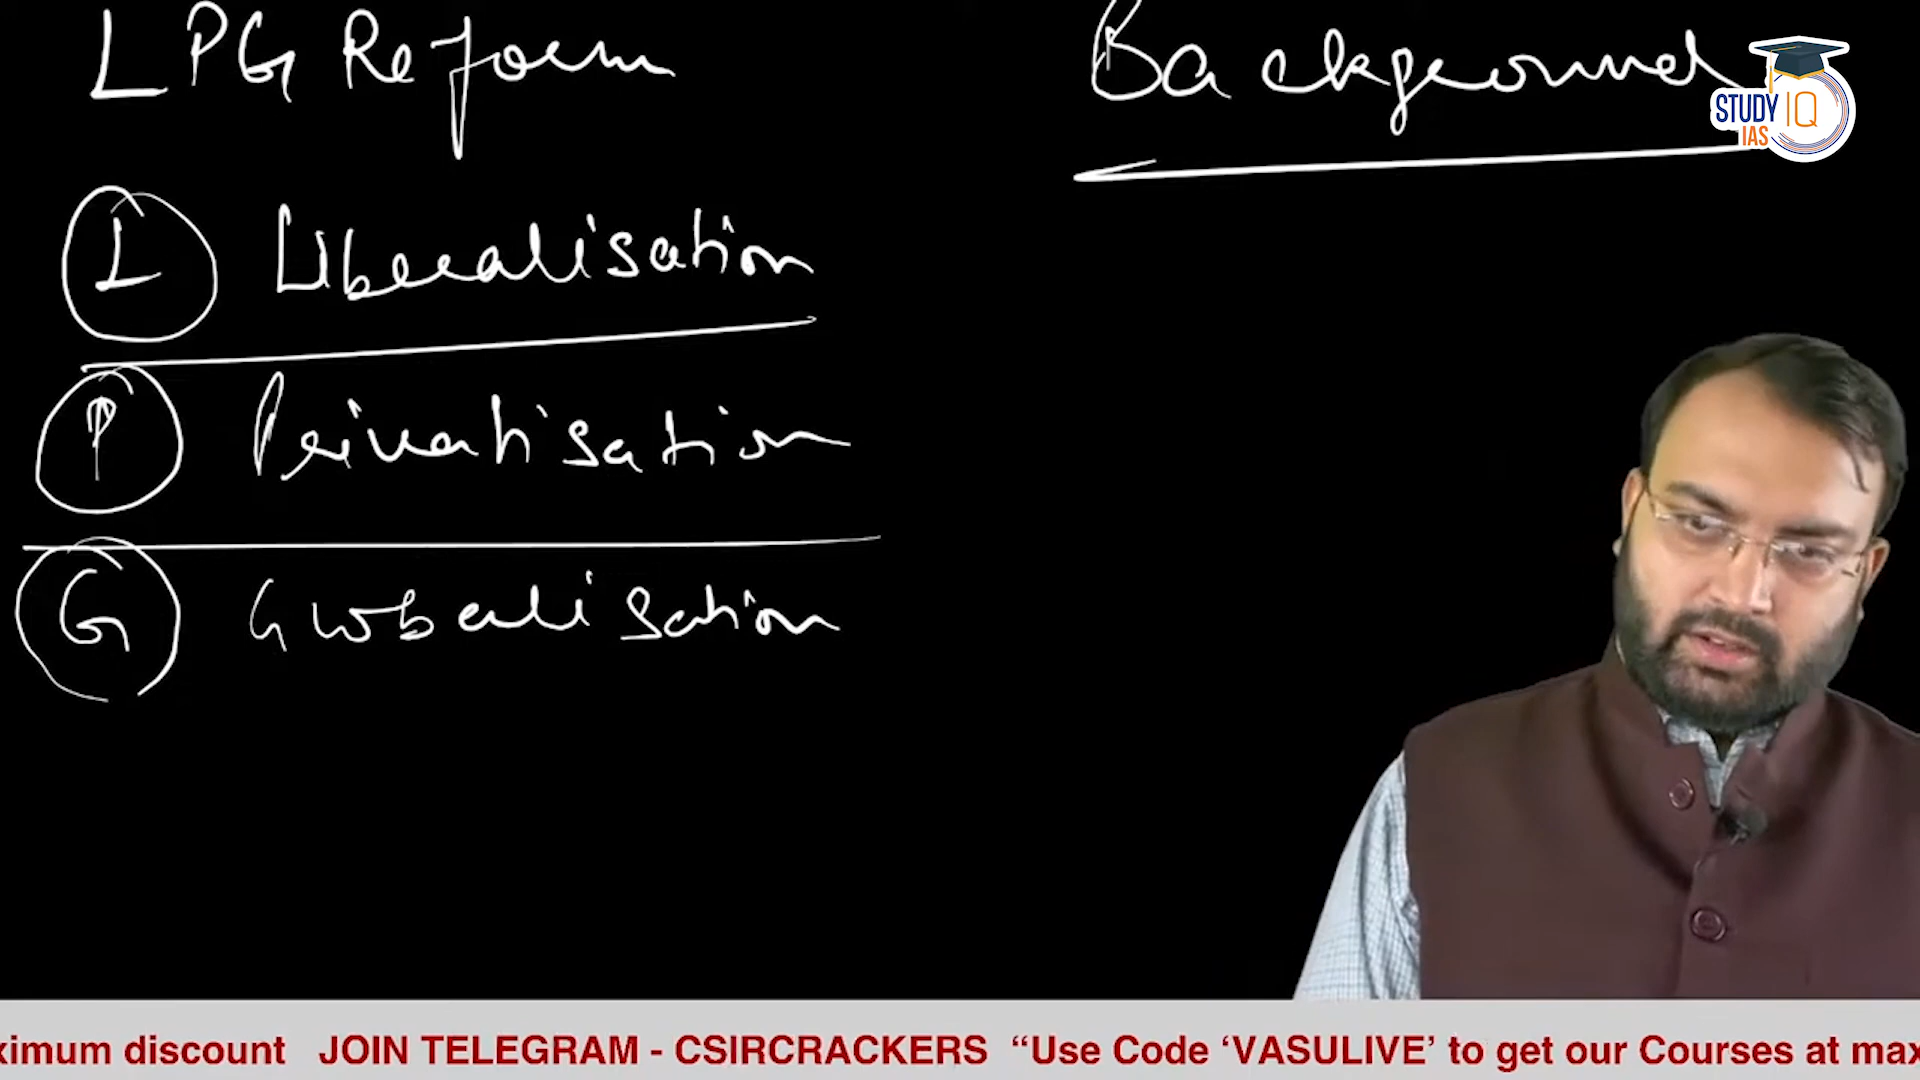 LPG Reform
Background
STUDY IQ
IAS
L Liberalisation
P Privatisation
G Globalisation
ximum discount JOIN TELEGRAM - CSIRCRACKERS “Use Code ‘VASULIVE’ to get our Courses at max